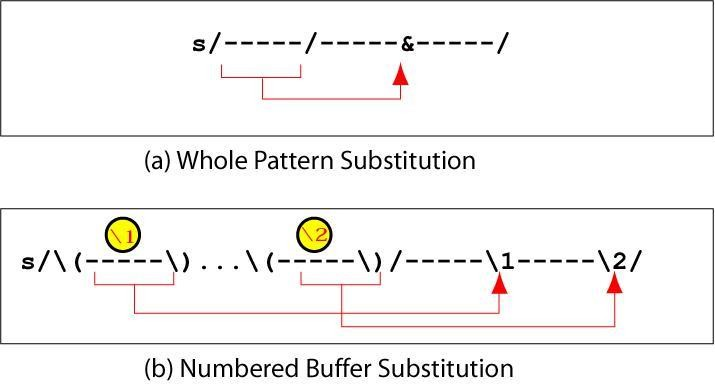 s/-----/-----&-----/
(a) Whole Pattern Substitution
\1 \2
s/\(-----\)...\(-----\)/-----\1-----\2/
(b) Numbered Buffer Substitution